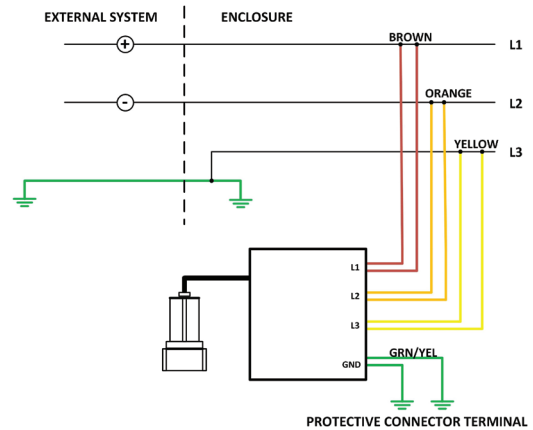 EXTERNAL SYSTEM ENCLOSURE
BROWN
+ L1
ORANGE
- L2
YELLOW
L3
L1
L2
L3
GRN/YEL
GND
PROTECTIVE CONNECTOR TERMINAL